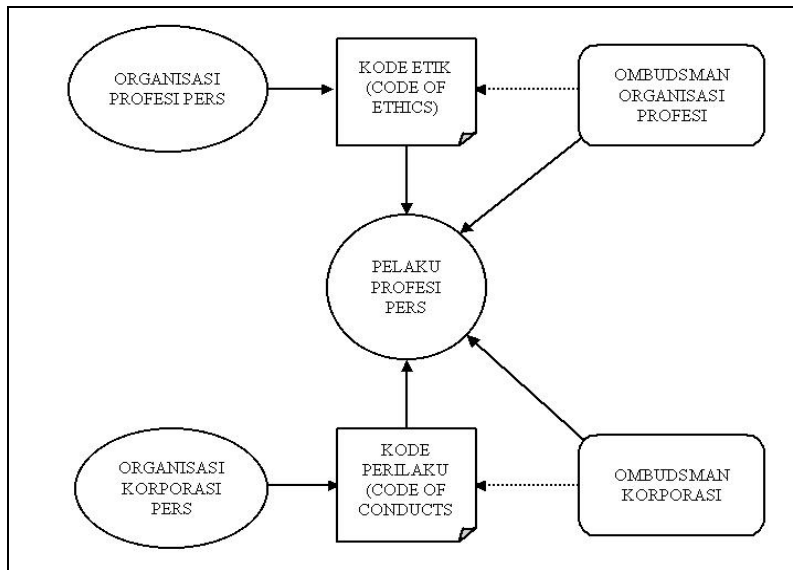 ORGANISASI
PROFESI PERS
KODE ETIK
(CODE OF
ETHICS)
OMBUDSMAN
ORGANISASI
PROFESI
PELAKU
PROFESI
PERS
ORGANISASI
KORPORASI
PERS
KODE
PERILAKU
(CODE OF
CONDUCTS
OMBUDSMAN
KORPORASI